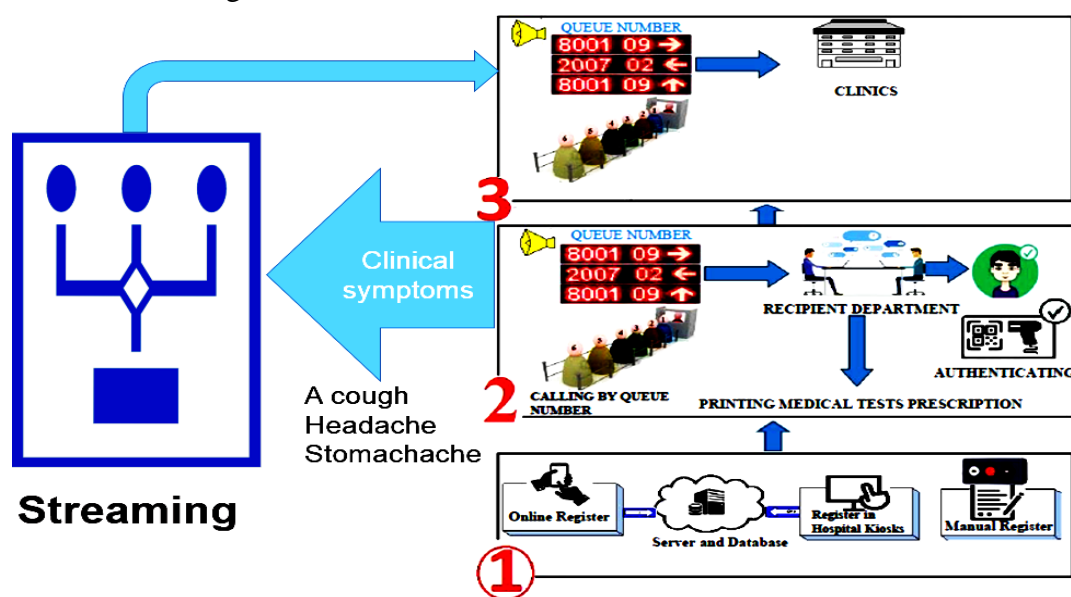 QUEUE NUMBER
8001 09 →
2007 02 ←
8001 09 ↑
CLINICS
3
QUEUE NUMBER
8001 09 →
2007 02 ←
8001 09 ↑
RECIPIENT DEPARTMENT
AUTHENTICATING
CALLING BY QUEUE
NUMBER
PRINTING MEDICAL TESTS PRESCRIPTION
2
Clinical
symptoms
A cough
Headache
Stomachache
Streaming
Online Register
Server and Database
Register in
Hospital Kiosks
Manual Register
1